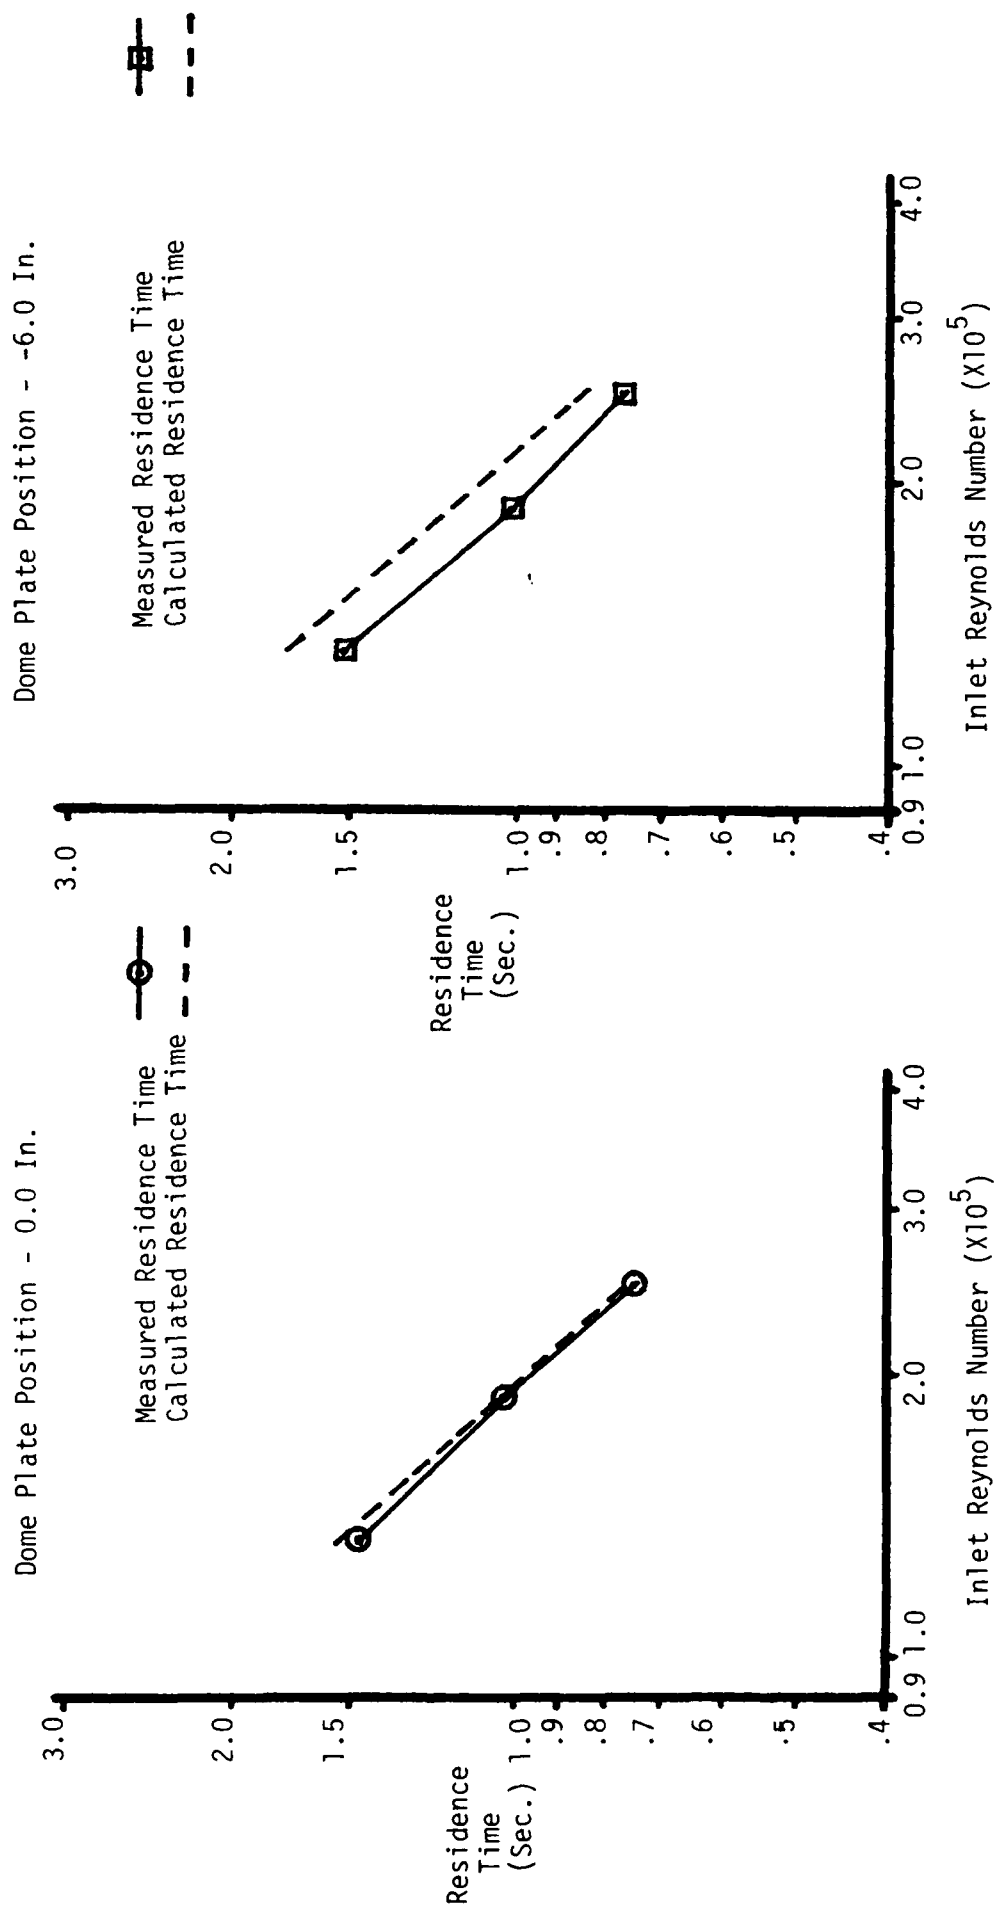 Dome Plate Position - 0.0 In.
Measured Residence Time
Calculated Residence Time
3.0
2.0
1.5
1.0
.9
.8
.7
.6
.5
.4
Residence
Time
(Sec.)
0.9 1.0 2.0 3.0 4.0
Inlet Reynolds Number (X10⁵)
Dome Plate Position - -6.0 In.
Measured Residence Time
Calculated Residence Time
3.0
2.0
1.5
1.0
.9
.8
.7
.6
.5
.4
Residence
Time
(Sec.)
0.9 1.0 2.0 3.0 4.0
Inlet Reynolds Number (X10⁵)